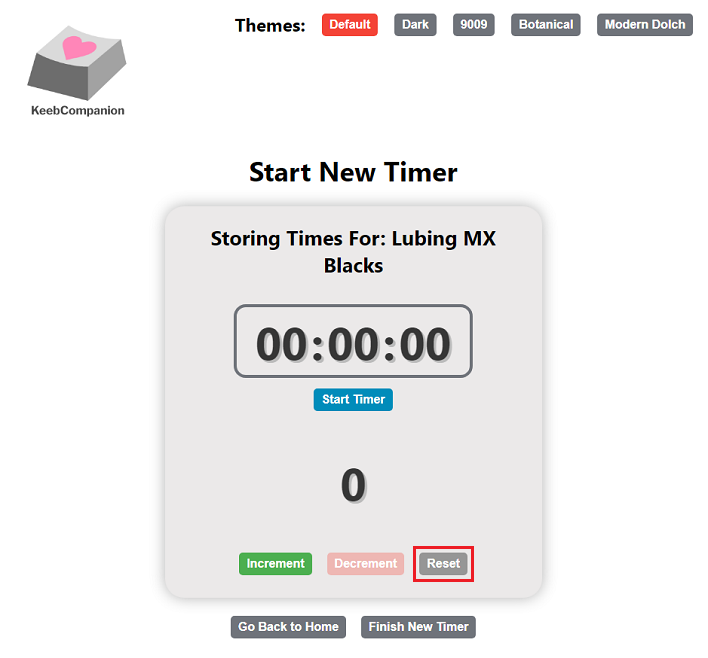 Themes: Default Dark 9009 Botanical Modern Dolch
KeebCompanion
Start New Timer
Storing Times For: Lubing MX
Blacks
00:00:00
Start Timer
0
Increment Decrement Reset
Go Back to Home Finish New Timer